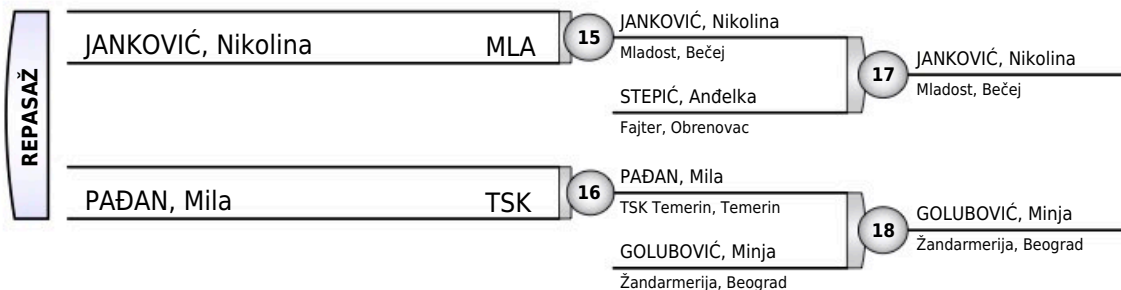 REPASAŽ
JANKOVIĆ, Nikolina MLA
15
JANKOVIĆ, Nikolina
Mladost, Bečej
STEPIĆ, Anđelka
Fajter, Obrenovac
17
JANKOVIĆ, Nikolina
Mladost, Bečej
PAĐAN, Mila TSK
16
PAĐAN, Mila
TSK Temerin, Temerin
GOLUBOVIĆ, Minja
Žandarmerija, Beograd
18
GOLUBOVIĆ, Minja
Žandarmerija, Beograd